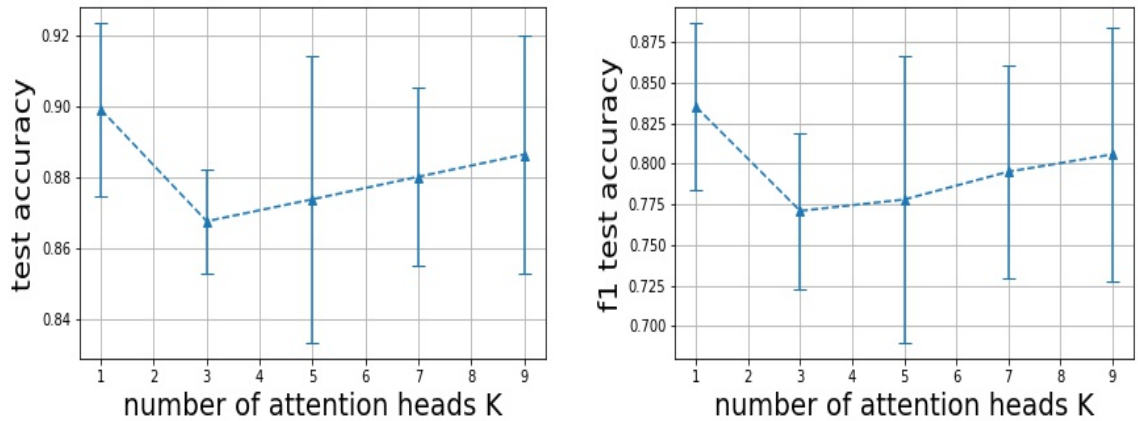 test accuracy
0.92
0.90
0.88
0.86
0.84
1 2 3 4 5 6 7 8 9
number of attention heads K
f1 test accuracy
0.875
0.850
0.825
0.800
0.775
0.750
0.725
0.700
1 2 3 4 5 6 7 8 9
number of attention heads K